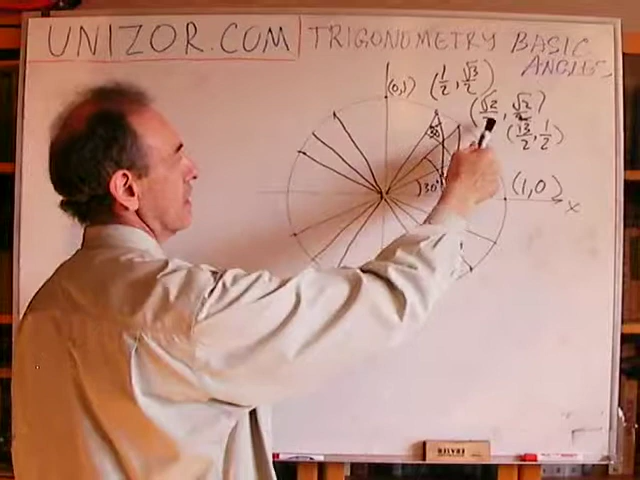 UNIZOR.COM TRIGONOMETRY BASIC
ANGLES
(0,1) (1/2, √3/2)
(√2/2, √2/2)
(√3/2, 1/2)
30°
)30°
(1,0)
x